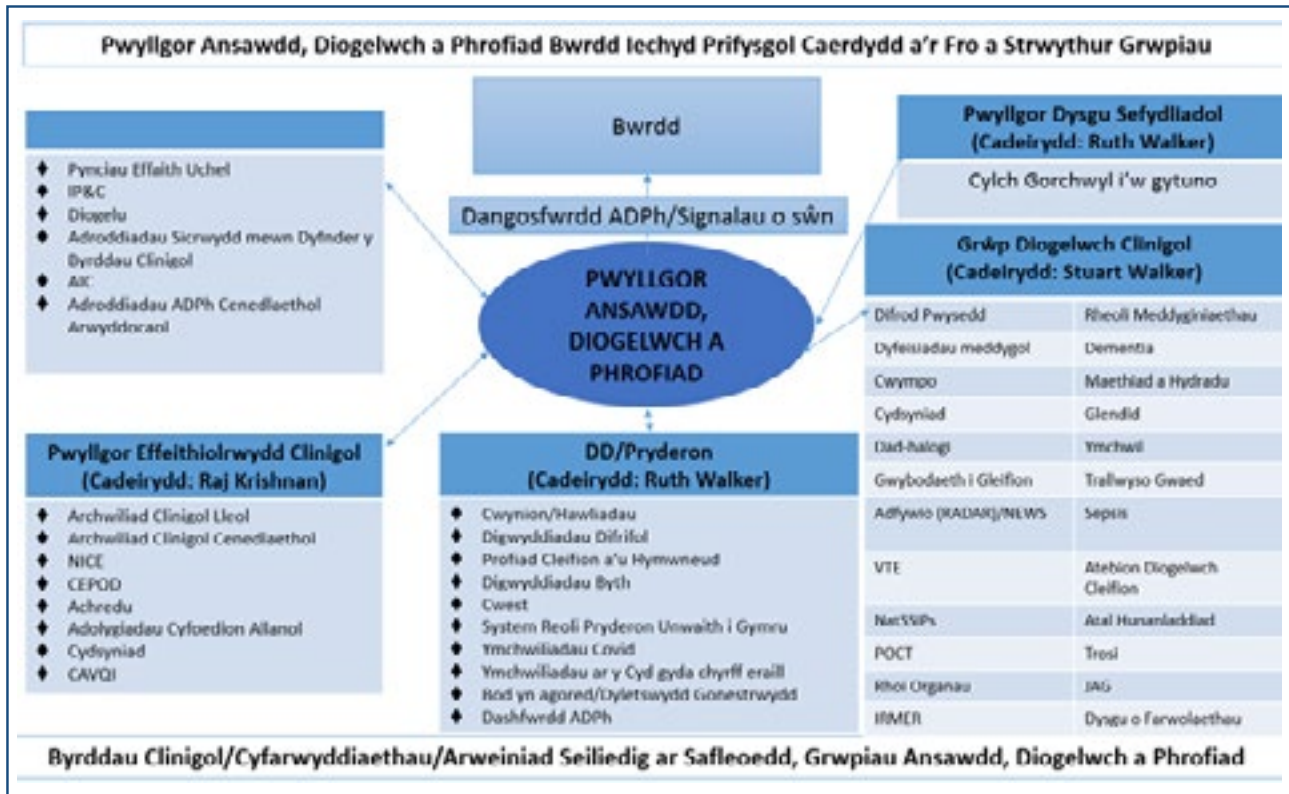 Pwyllgor Ansawdd, Diogelwch a Phrofiad Bwrdd Iechyd Prifysgol Caerdydd a'r Fro a Strwythur Grwpiau
Bwrdd
Dangosfwrdd ADPh/Signalau o sŵn
PWYLLGOR
ANSAWDD,
DIOGELWCH A
PHROFIAD
Pynciau Effaith Uchel
IP&C
Diogelu
Adroddiadau Sicrwydd mewn Dyfnder y
Byrddau Clinigol
AIC
Adroddiadau ADPh Cenedlaethol
Arwyddocaol
Pwyllgor Effeithiolrwydd Clinigol
(Cadeirydd: Raj Krishnan)
Archwiliad Clinigol Lleol
Archwiliad Clinigol Cenedlaethol
NICE
CEPOD
Achredu
Adolygiadau Cyfoedion Allanol
Cydsyniad
CAVQI
DD/Pryderon
(Cadeirydd: Ruth Walker)
Cwynion/Hawliadau
Digwyddiadau Difrifol
Profiad Cleifion a'u Hymwneud
Digwyddiadau Byth
Cwest
System Reoli Pryderon Unwaith i Gymru
Ymchwiliadau Covid
Ymchwiliadau ar y Cyd gyda chyrff eraill
Bod yn agored/Dyletswydd Gonestrwydd
Dashfwrdd ADPh
Pwyllgor Dysgu Sefydliadol
(Cadeirydd: Ruth Walker)
Cylch Gorchwyl i'w gytuno
Grŵp Diogelwch Clinigol
(Cadeirydd: Stuart Walker)
Difrod Pwysedd Rheoli Meddyginiaethau
Dyfeisiadau meddygol Dementia
Cwympo Maethiad a Hydradu
Cydsyniad Glendid
Dad-halogi Ymchwil
Gwybodaeth i Gleifion Trallwyso Gwaed
Adfywio (RADAR)/NEWS Sepsis
VTE Atebion Diogelwch
Cleifion
NatSSIPs Atal Hunanladdiad
POCT Trosi
Rhoi Organau JAG
IRMER Dysgu o Farwolaethau
Byrddau Clinigol/Cyfarwyddiaethau/Arweiniad Seiliedig ar Safleoedd, Grwpiau Ansawdd, Diogelwch a Phrofiad